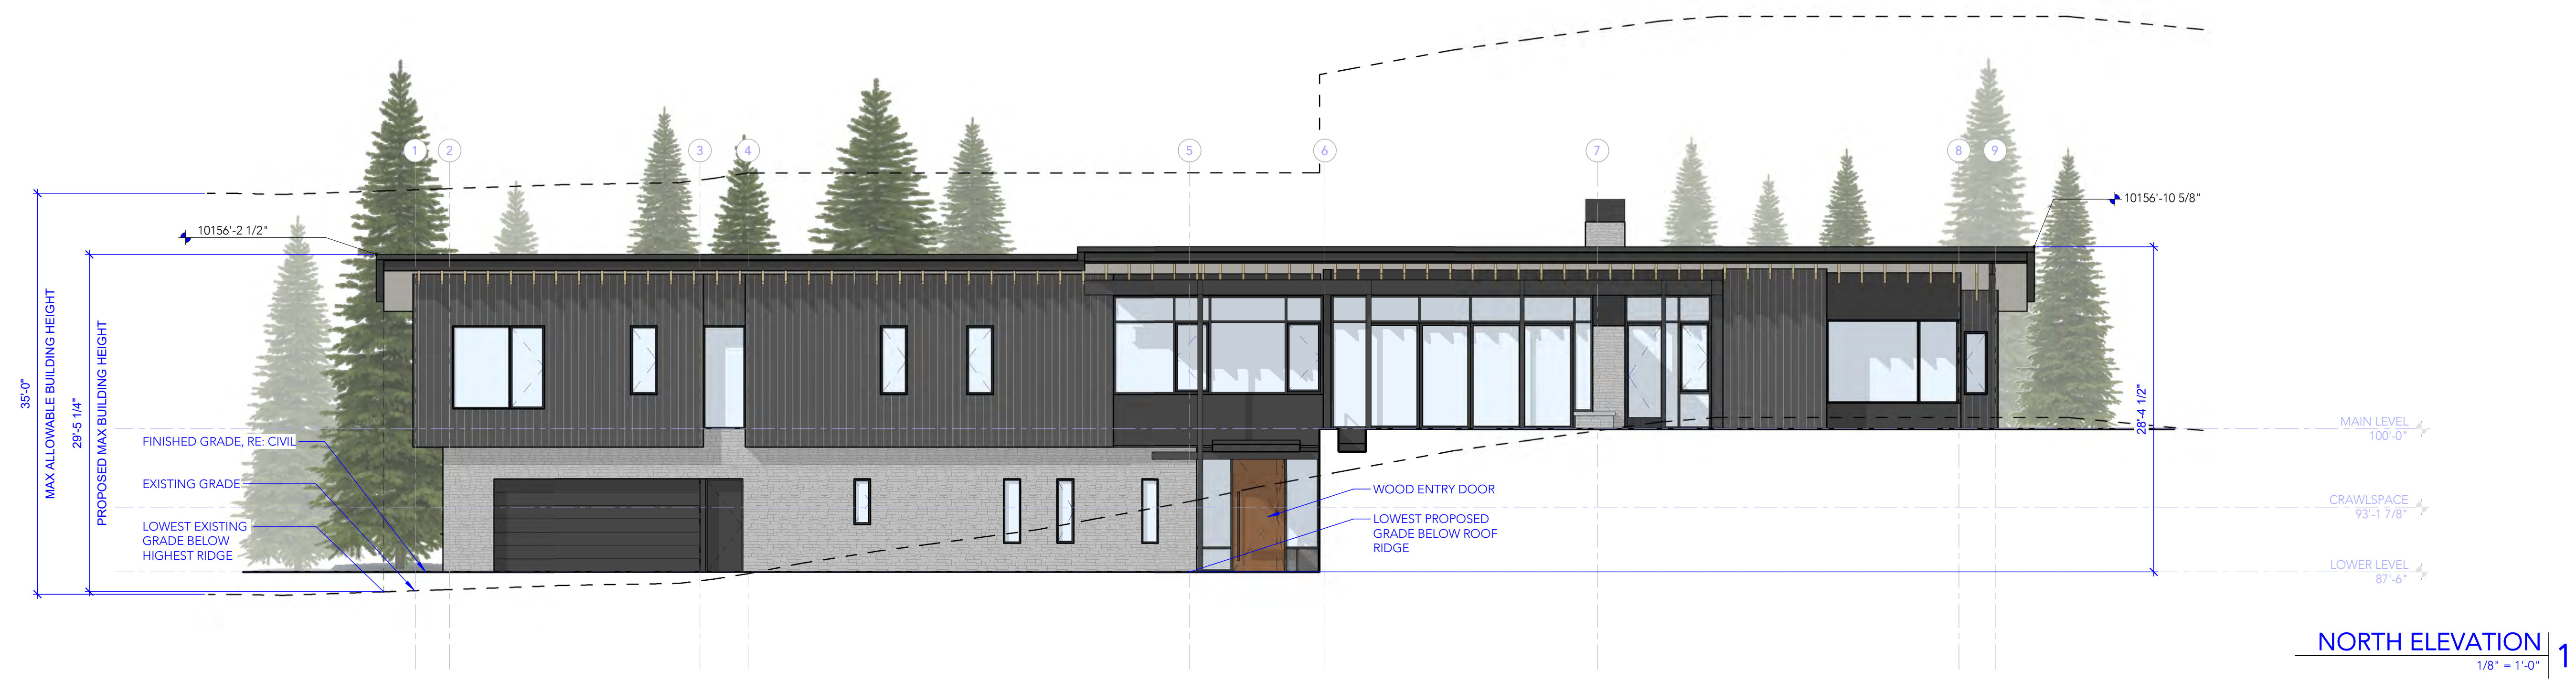 1 2 3 4 5 6 7 8 9
10156'-2 1/2"
10156'-10 5/8"
35'-0"
MAX ALLOWABLE BUILDING HEIGHT
29'-5 1/4"
PROPOSED MAX BUILDING HEIGHT
FINISHED GRADE, RE: CIVIL
EXISTING GRADE
LOWEST EXISTING
GRADE BELOW
HIGHEST RIDGE
WOOD ENTRY DOOR
LOWEST PROPOSED
GRADE BELOW ROOF
RIDGE
28'-4 1/2"
MAIN LEVEL
100'-0"
CRAWLSPACE
93'-1 7/8"
LOWER LEVEL
87'-6"
NORTH ELEVATION
1/8" = 1'-0"
1